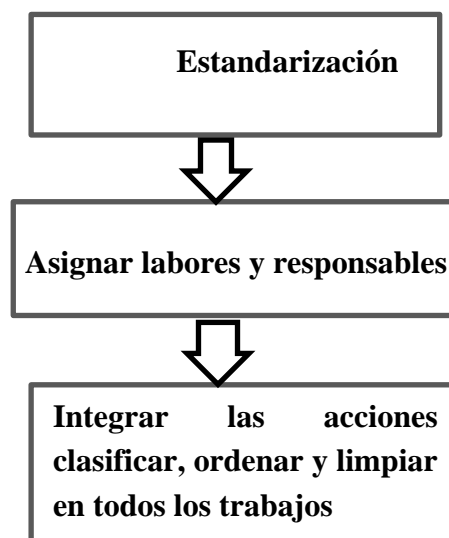 Estandarización
Asignar labores y responsables
Integrar las acciones
clasificar, ordenar y limpiar
en todos los trabajos